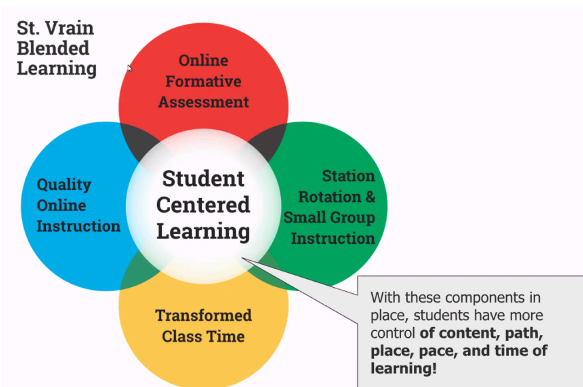 St. Vrain
Blended
Learning
Online
Formative
Assessment
Quality
Online
Instruction
Student
Centered
Learning
Station
Rotation &
Small Group
Instruction
Transformed
Class Time
With these components in
place, students have more
control of content, path,
place, pace, and time of
learning!